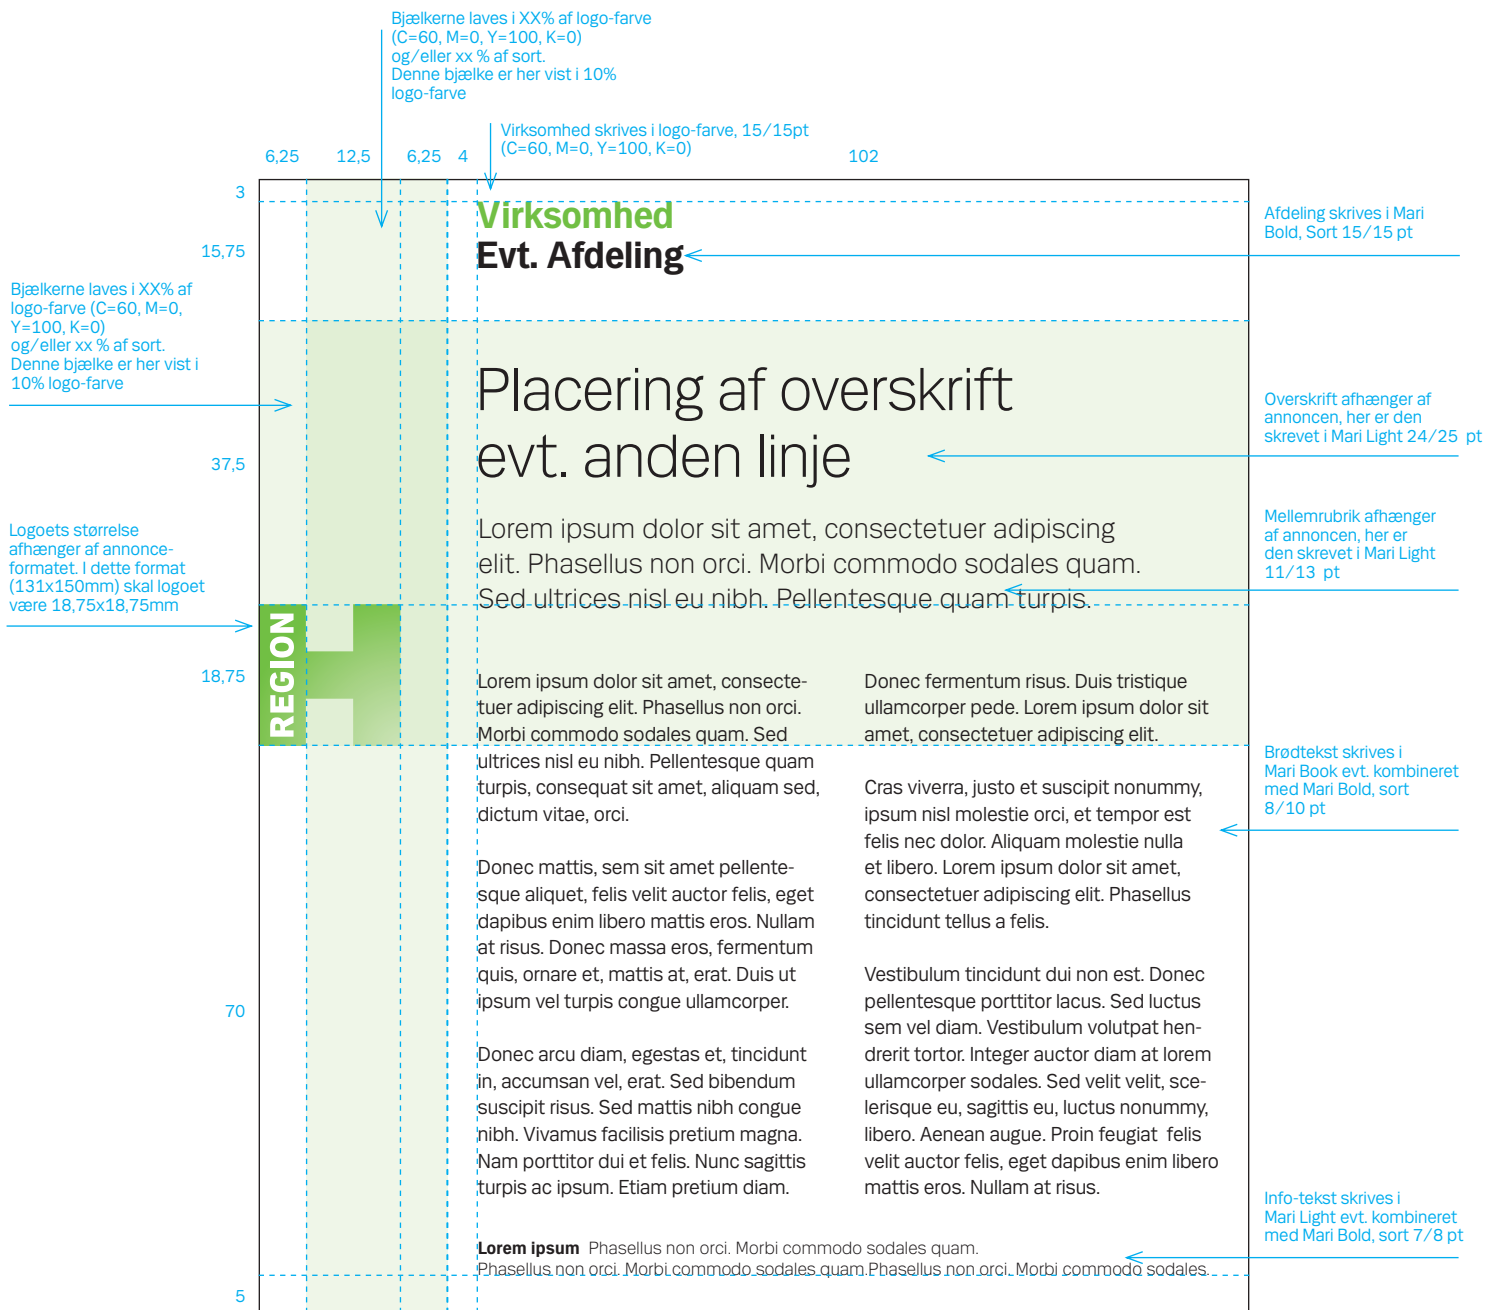 Bjælkerne laves i XX% af logo-farve
(C=60, M=0, Y=100, K=0)
og/eller xx % af sort.
Denne bjælke er her vist i 10%
logo-farve
Virksomhed skrives i logo-farve, 15/15pt
(C=60, M=0, Y=100, K=0)
6,25 12,5 6,25 4 102
3
15,75
37,5
18,75
70
5
Virksomhed
Evt. Afdeling
Afdeling skrives i Mari
Bold, Sort 15/15 pt
Bjælkerne laves i XX% af
logo-farve (C=60, M=0,
Y=100, K=0)
og/eller xx % af sort.
Denne bjælke er her vist i
10% logo-farve
Placering af overskrift
evt. anden linje
Overskrift afhænger af
annoncen, her er den
skrevet i Mari Light 24/25 pt
Lorem ipsum dolor sit amet, consectetuer adipiscing
elit. Phasellus non orci. Morbi commodo sodales quam.
Sed ultrices nisl eu nibh. Pellentesque quam turpis.
Mellemrubrik afhænger
af annoncen, her er
den skrevet i Mari Light
11/13 pt
Logoets størrelse
afhænger af annonce-
formatet. I dette format
(131x150mm) skal logoet
være 18,75x18,75mm
REGION
Lorem ipsum dolor sit amet, consecte-
tuer adipiscing elit. Phasellus non orci.
Morbi commodo sodales quam. Sed
ultrices nisl eu nibh. Pellentesque quam
turpis, consequat sit amet, aliquam sed,
dictum vitae, orci.
Donec mattis, sem sit amet pellente-
sque aliquet, felis velit auctor felis, eget
dapibus enim libero mattis eros. Nullam
at risus. Donec massa eros, fermentum
quis, ornare et, mattis at, erat. Duis ut
ipsum vel turpis congue ullamcorper.
Donec arcu diam, egestas et, tincidunt
in, accumsan vel, erat. Sed bibendum
suscipit risus. Sed mattis nibh congue
nibh. Vivamus facilisis pretium magna.
Nam porttitor dui et felis. Nunc sagittis
turpis ac ipsum. Etiam pretium diam.
Donec fermentum risus. Duis tristique
ullamcorper pede. Lorem ipsum dolor sit
amet, consectetuer adipiscing elit.
Cras viverra, justo et suscipit nonummy,
ipsum nisl molestie orci, et tempor est
felis nec dolor. Aliquam molestie nulla
et libero. Lorem ipsum dolor sit amet,
consectetuer adipiscing elit. Phasellus
tincidunt tellus a felis.
Vestibulum tincidunt dui non est. Donec
pellentesque porttitor lacus. Sed luctus
sem vel diam. Vestibulum volutpat hen-
drerit tortor. Integer auctor diam at lorem
ullamcorper sodales. Sed velit velit, sce-
lerisque eu, sagittis eu, luctus nonummy,
libero. Aenean augue. Proin feugiat felis
velit auctor felis, eget dapibus enim libero
mattis eros. Nullam at risus.
Brødtekst skrives i
Mari Book evt. kombineret
med Mari Bold, sort
8/10 pt
Lorem ipsum Phasellus non orci. Morbi commodo sodales quam.
Phasellus non orci. Morbi commodo sodales quam.Phasellus non orci. Morbi commodo sodales.
Info-tekst skrives i
Mari Light evt. kombineret
med Mari Bold, sort 7/8 pt